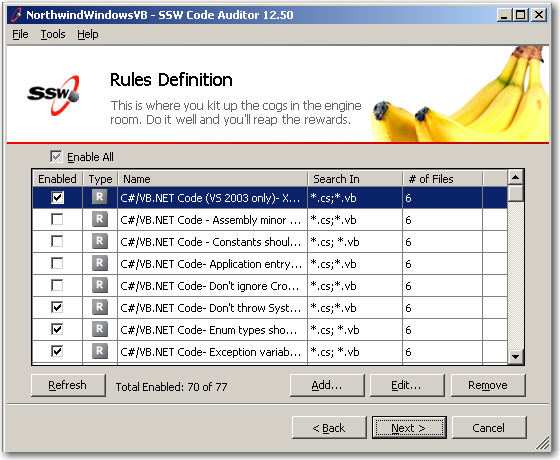 NorthwindWindowsVB - SSW Code Auditor 12.50
File Tools Help
SSW
Rules Definition
This is where you kit up the cogs in the engine
room. Do it well and you'll reap the rewards.
Enable All
Enabled Type Name Search In # of Files
R C#/VB.NET Code (VS 2003 only)- X... *.cs;*.vb 6
R C#/VB.NET Code - Assembly minor ... *.cs;*.vb 6
R C#/VB.NET Code - Constants shoul... *.cs; *.vb 6
R C#/VB.NET Code- Application entry... *.cs;*.vb 6
R C#/VB.NET Code- Don't ignore Cro... *.cs;*.vb 6
R C#/VB.NET Code- Don't throw Syst... *.cs;*.vb 6
R C#/VB.NET Code- Enum types sho... *.cs; *.vb 6
R C#/VB.NET Code- Exception variab... *.cs; *.vb 6
Refresh Total Enabled: 70 of 77 Add... Edit... Remove
< Back Next > Cancel